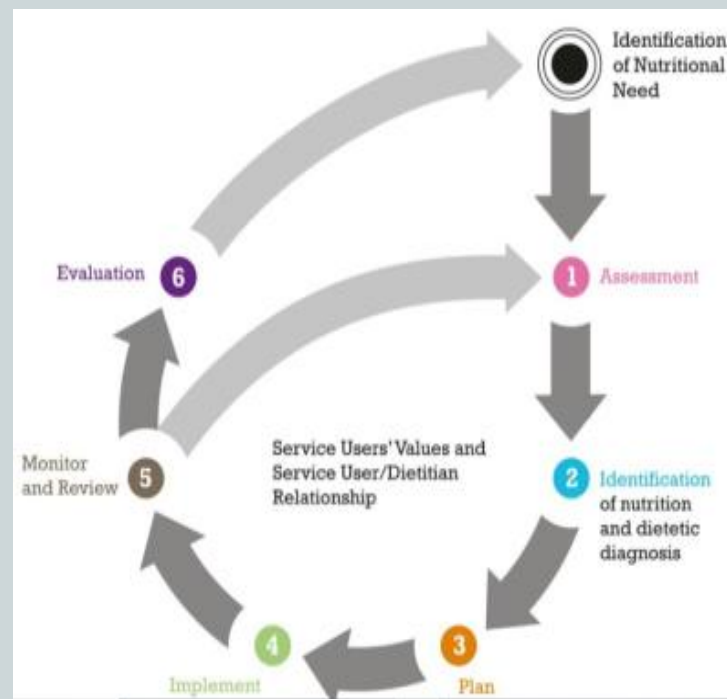 Identification
of Nutritional
Need
1
Assessment
2
Identification
of nutrition
and dietetic
diagnosis
3
Plan
4
Implement
5
Monitor
and Review
6
Evaluation
Service Users' Values and
Service User/Dietitian
Relationship